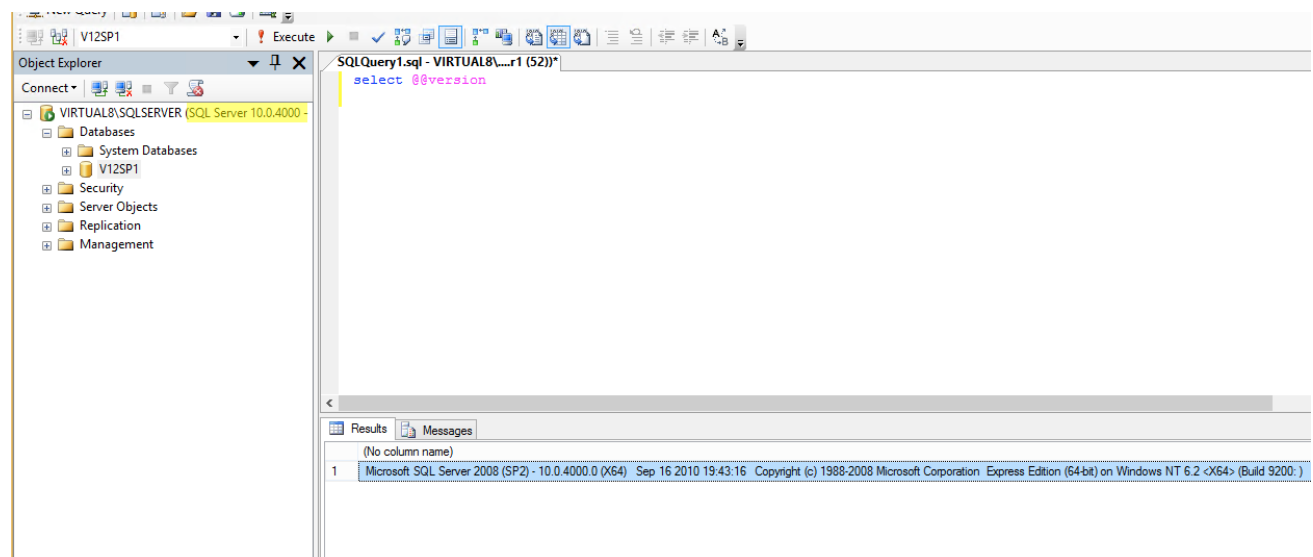 New Query
V12SP1
Execute
Object Explorer
Connect
VIRTUAL8\SQLSERVER (SQL Server 10.0.4000 -
Databases
System Databases
V12SP1
Security
Server Objects
Replication
Management
SQLQuery1.sql - VIRTUAL8\....r1 (52))*
select @@version
Results
Messages
(No column name)
1 Microsoft SQL Server 2008 (SP2) - 10.0.4000.0 (X64) Sep 16 2010 19:43:16 Copyright (c) 1988-2008 Microsoft Corporation Express Edition (64-bit) on Windows NT 6.2 <X64> (Build 9200: )